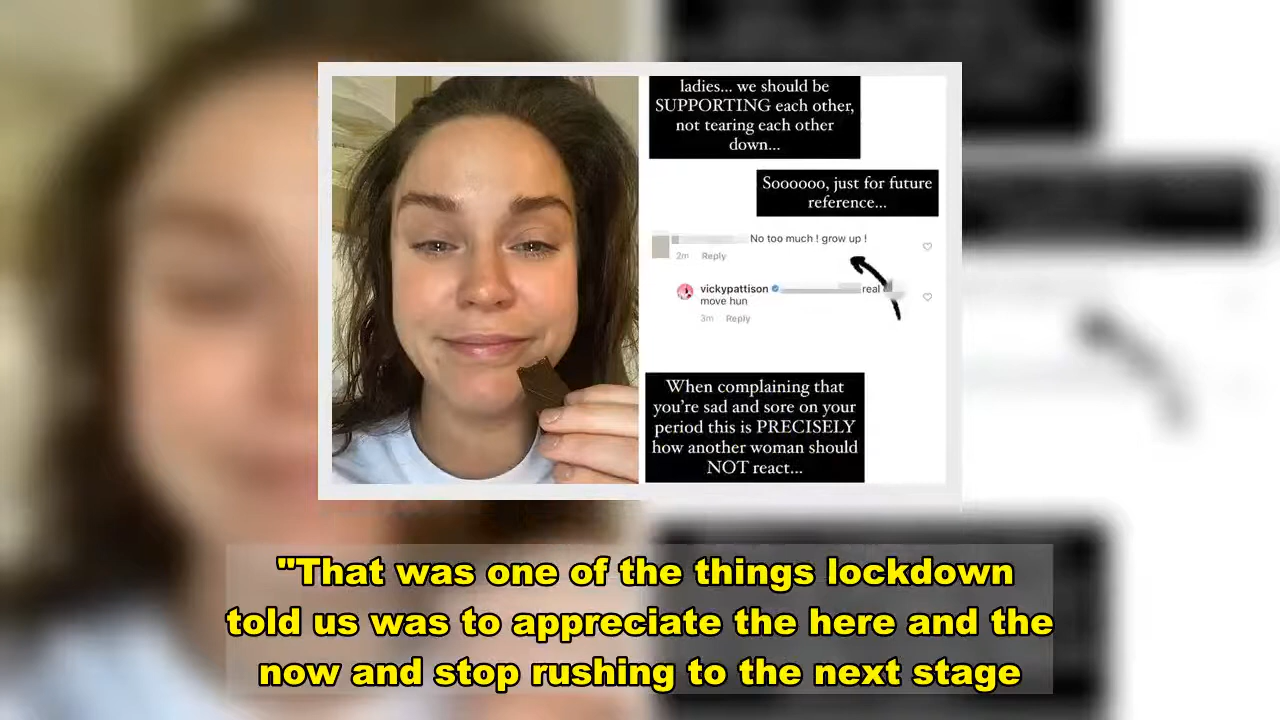 ladies... we should be
SUPPORTING each other,
not tearing each other
down...
Soooooo, just for future
reference...
No too much ! grow up !
2m Reply
vickypattison real
move hun
3m Reply
When complaining that
you're sad and sore on your
period this is PRECISELY
how another woman should
NOT react...
"That was one of the things lockdown
told us was to appreciate the here and the
now and stop rushing to the next stage